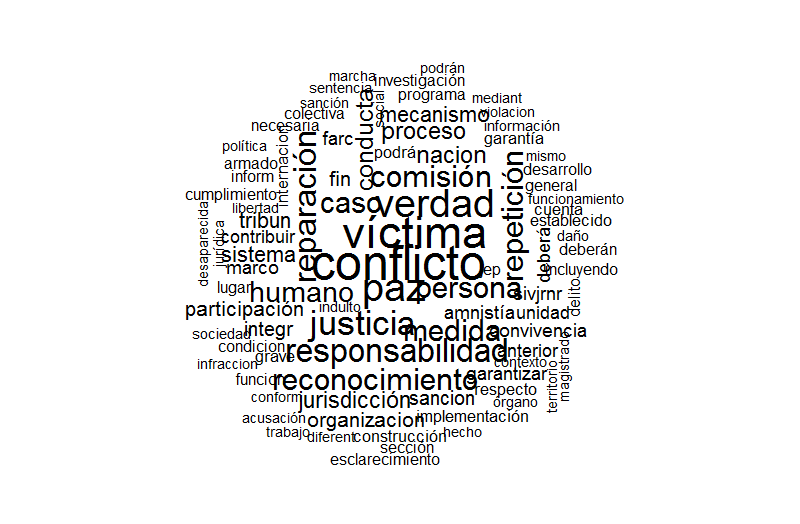 podrán
marcha
investigación
sentencia
social
programa
mediant
sanción
conducta
colectiva
mecanismo
violacion
necesaria
proceso
información
farc
garantía
política
internacion
reparación
podrá
nacion
repetición
mismo
armado
desarrollo
inform
fin
comisión
general
cumplimiento
funcionamiento
libertad
caso
verdad
cuenta
desaparecida
jurídica
tribun
establecido
contribuir
víctima
deberá
daño
sistema
deberán
marco
conflicto
ep
incluyendo
lugar
humano
paz
persona
sivjrnr
delito
participación
indulto
amnistía
unidad
sociedad
integr
justicia
medida
convivencia
condicion
grave
responsabilidad
anterior
infraccion
contexto
funcion
reconocimiento
garantizar
territorio
magistrado
conform
jurisdicción
sancion
respecto
órgano
acusación
organizacion
implementación
trabajo
diferent
construcción
hecho
sección
esclarecimiento